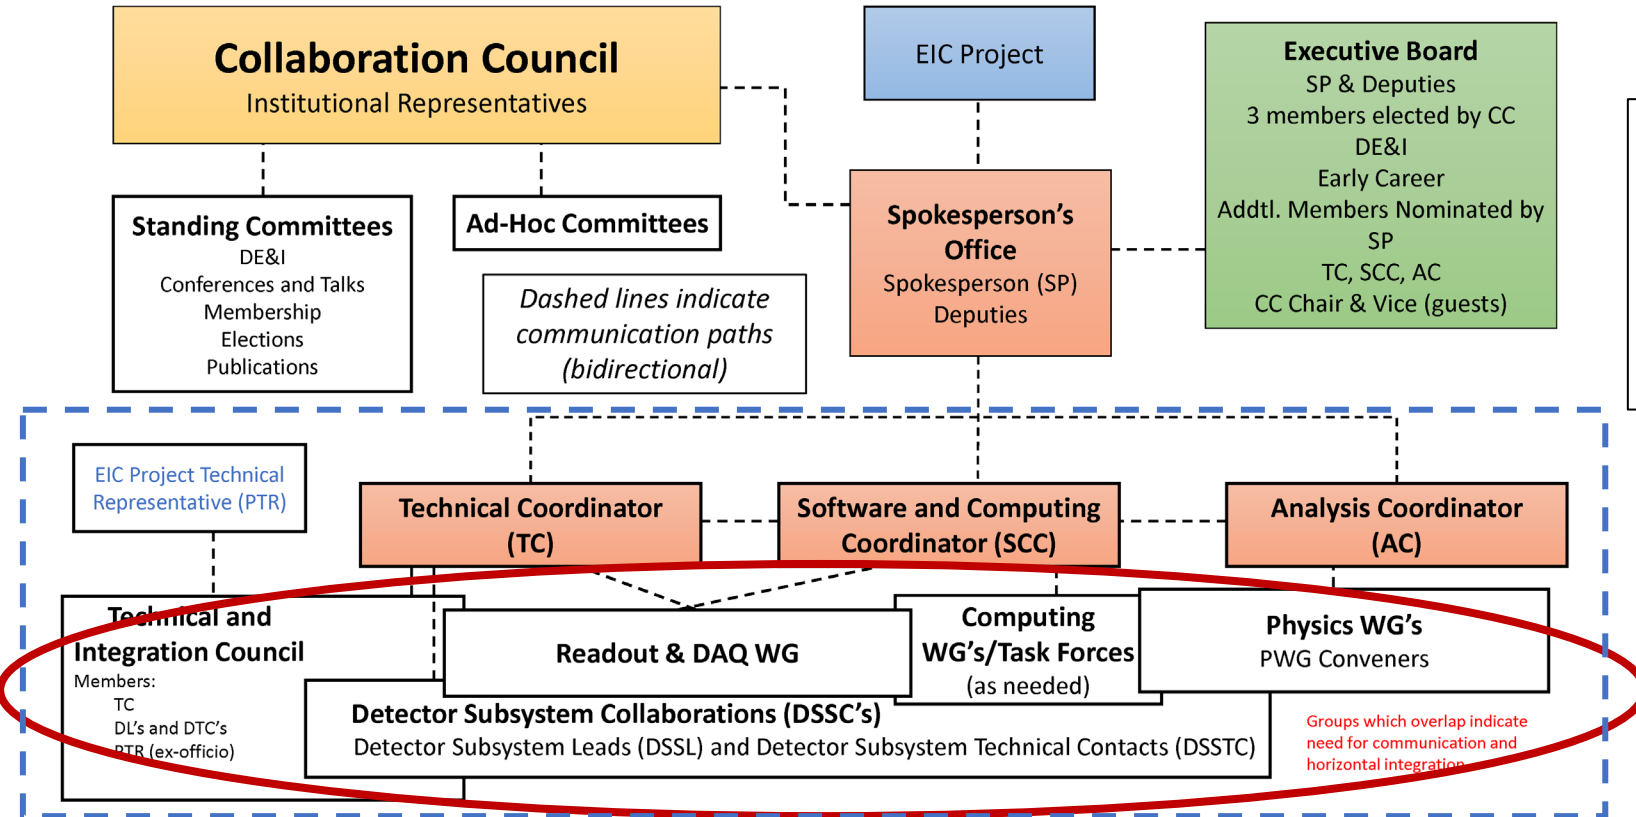 Collaboration Council
Institutional Representatives
EIC Project
Executive Board
SP & Deputies
3 members elected by CC
DE&I
Early Career
Addtl. Members Nominated by
SP
TC, SCC, AC
CC Chair & Vice (guests)
Standing Committees
DE&I
Conferences and Talks
Membership
Elections
Publications
Ad-Hoc Committees
Dashed lines indicate
communication paths
(bidirectional)
Spokesperson’s
Office
Spokesperson (SP)
Deputies
EIC Project Technical
Representative (PTR)
Technical Coordinator
(TC)
Software and Computing
Coordinator (SCC)
Analysis Coordinator
(AC)
Technical and
Integration Council
Members:
TC
DL’s and DTC’s
PTR (ex-officio)
Readout & DAQ WG
Computing
WG’s/Task Forces
(as needed)
Physics WG’s
PWG Conveners
Detector Subsystem Collaborations (DSSC’s)
Detector Subsystem Leads (DSSL) and Detector Subsystem Technical Contacts (DSSTC)
Groups which overlap indicate
need for communication and
horizontal integration